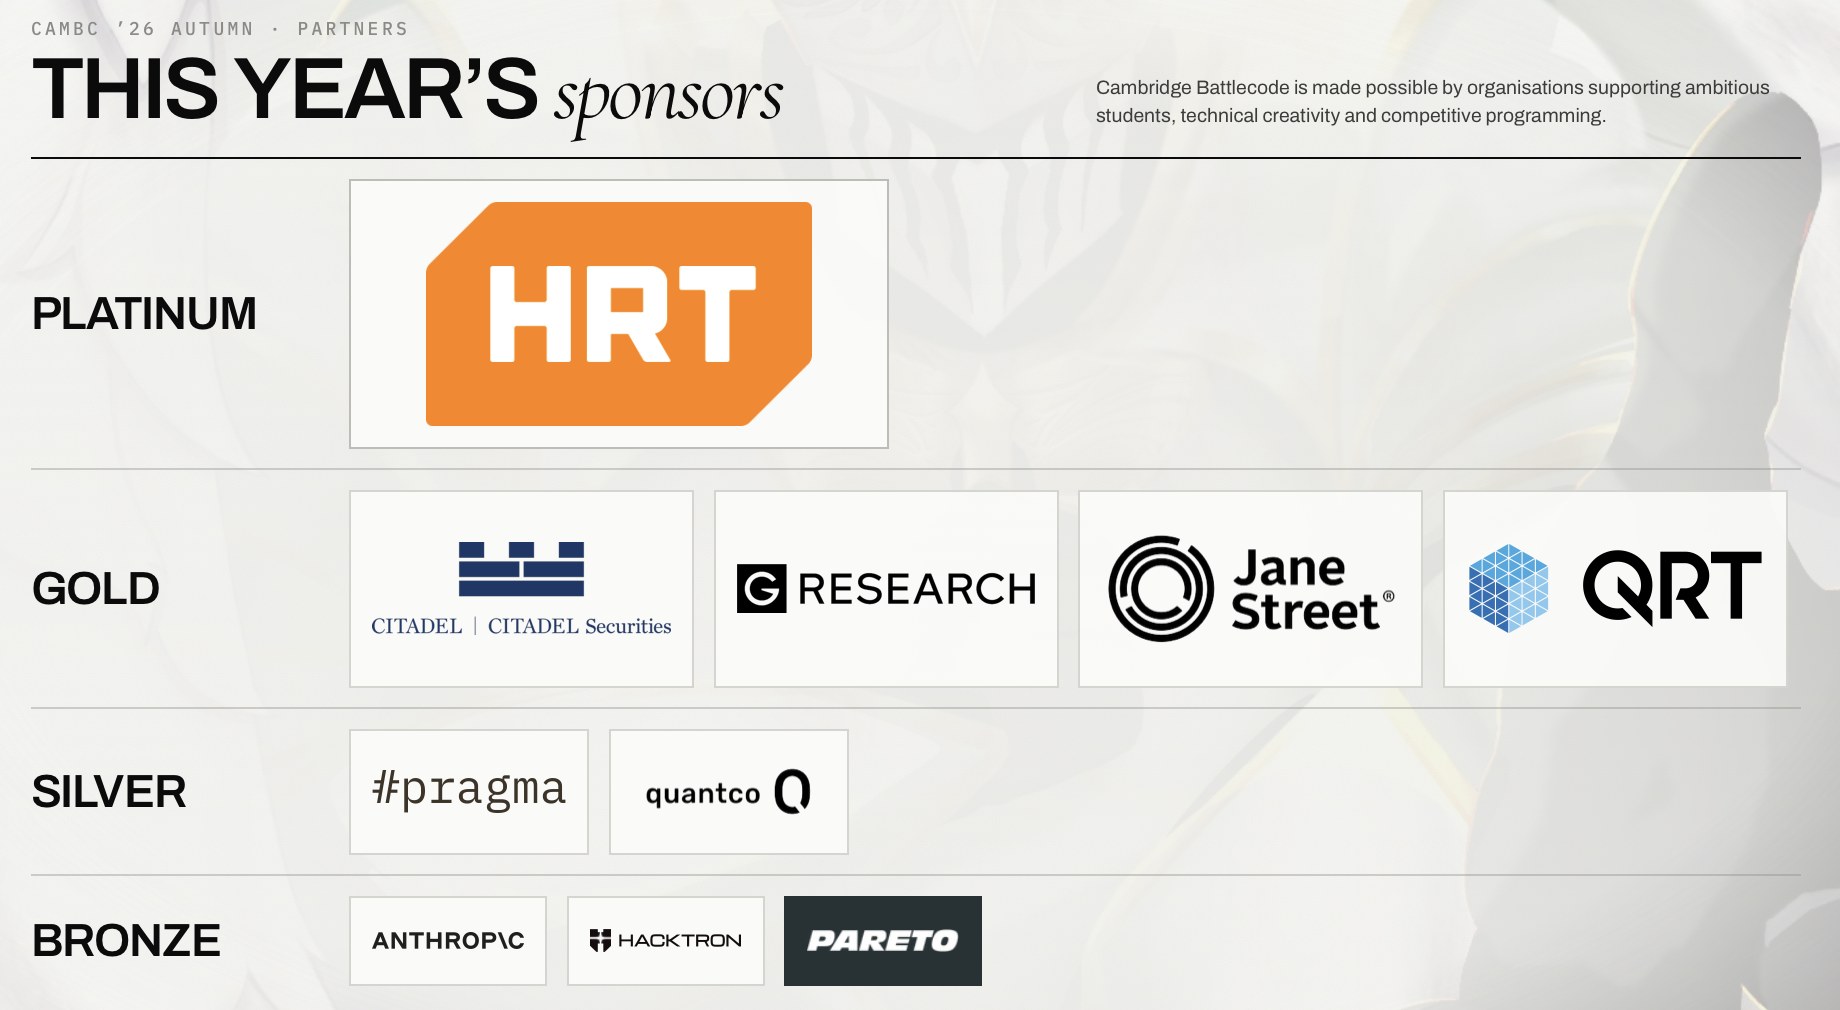 CAMBC ’26 AUTUMN · PARTNERS
THIS YEAR’S sponsors
Cambridge Battlecode is made possible by organisations supporting ambitious
students, technical creativity and competitive programming.
PLATINUM
HRT
GOLD
CITADEL | CITADEL Securities
G RESEARCH
Jane
Street®
QRT
SILVER
#pragma
quantco Q
BRONZE
ANTHROP\C
HACKTRON
PARETO